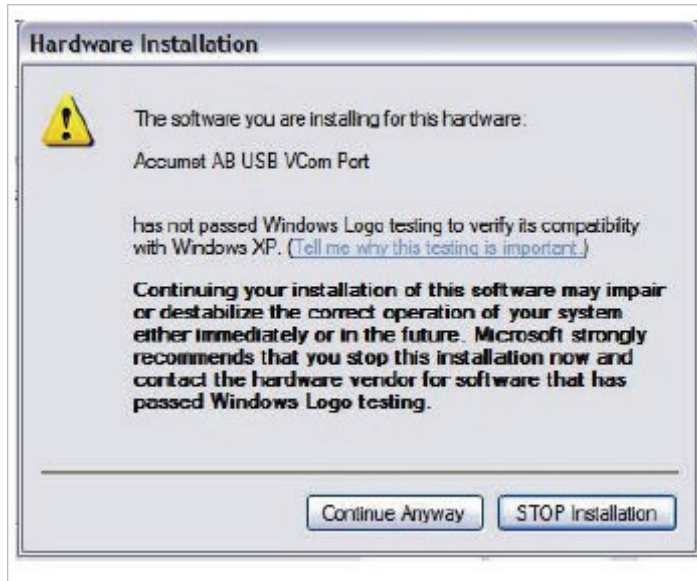 Hardware Installation
The software you are installing for this hardware:
Accumet AB USB VCom Port
has not passed Windows Logo testing to verify its compatibility
with Windows XP. (Tell me why this testing is important.)
Continuing your installation of this software may impair
or destabilize the correct operation of your system
either immediately or in the future. Microsoft strongly
recommends that you stop this installation now and
contact the hardware vendor for software that has
passed Windows Logo testing.
Continue Anyway STOP Installation